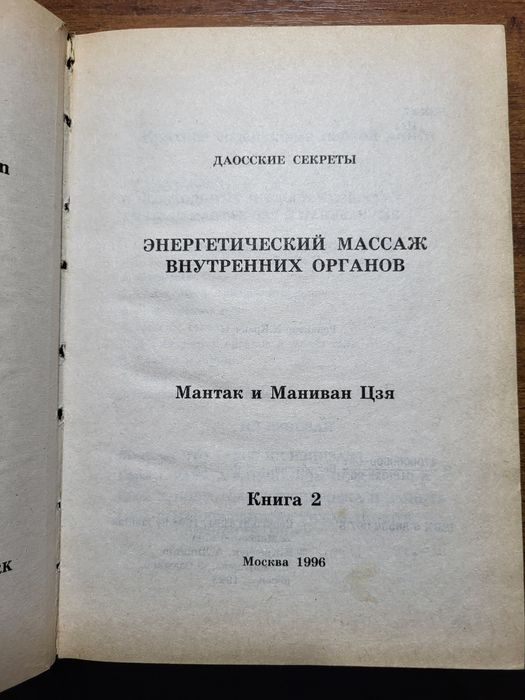 ДАОССКИЕ СЕКРЕТЫ
ЭНЕРГЕТИЧЕСКИЙ МАССАЖ
ВНУТРЕННИХ ОРГАНОВ
Мантак и Маниван Цзя
Книга 2
Москва 1996